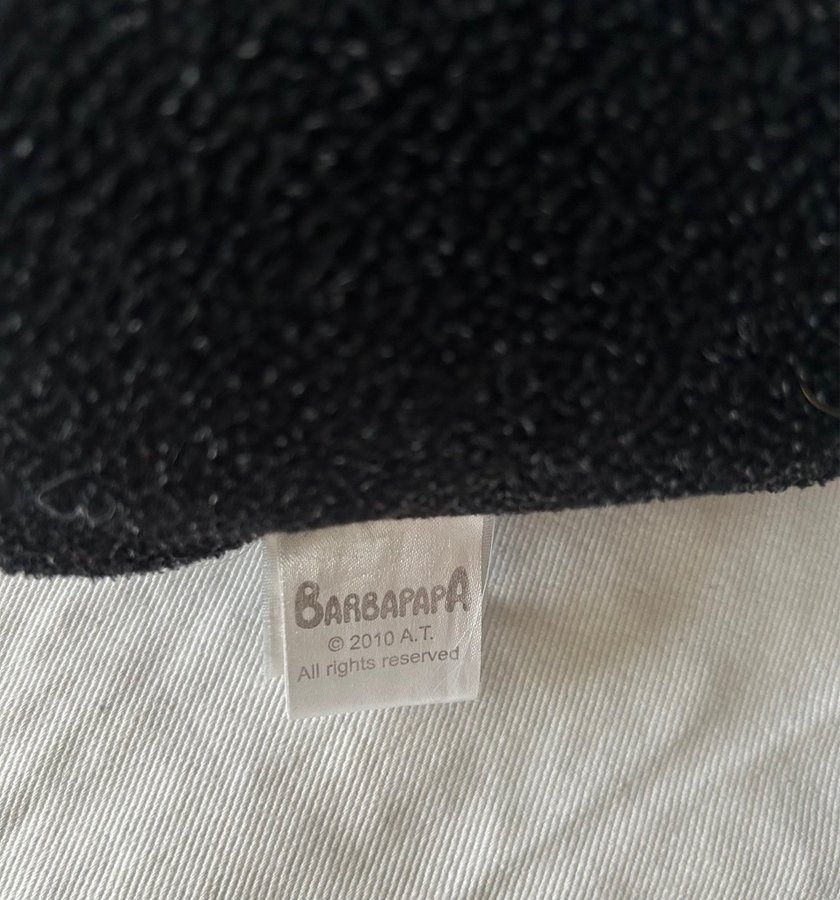 BARBAPAPA
© 2010 A.T.
All rights reserved